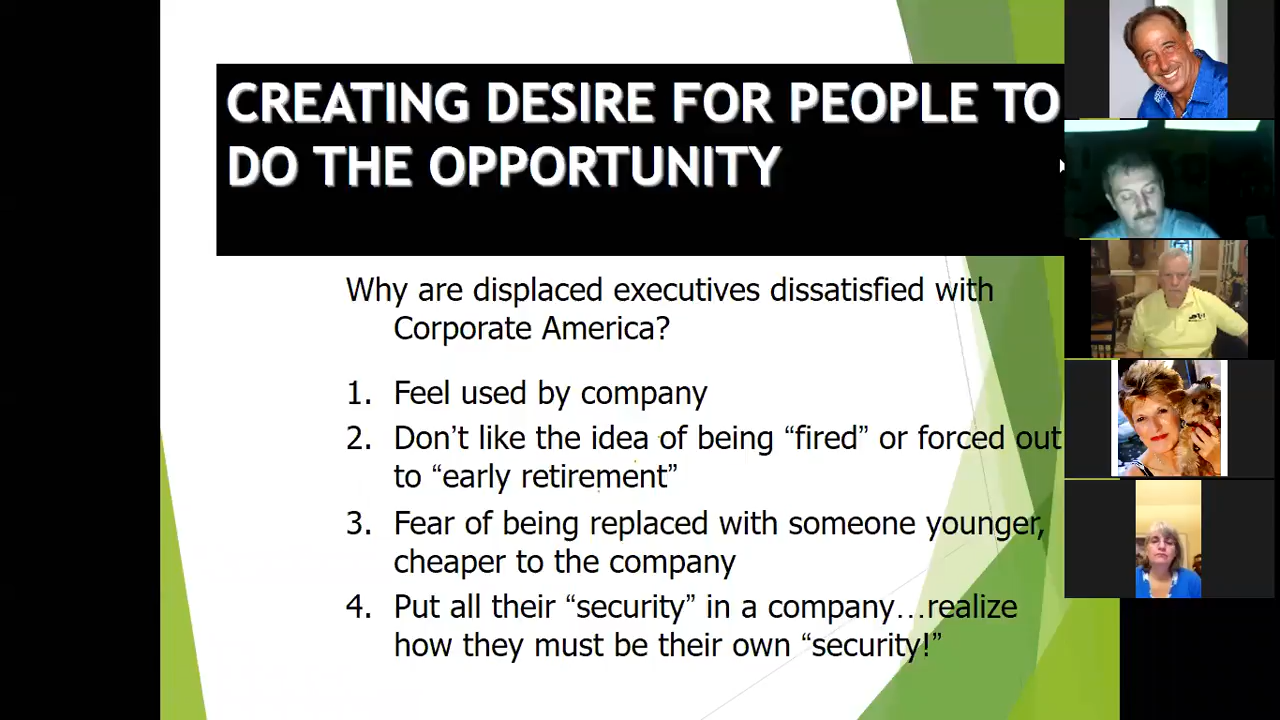 CREATING DESIRE FOR PEOPLE TO
DO THE OPPORTUNITY
Why are displaced executives dissatisfied with
Corporate America?
1. Feel used by company
2. Don’t like the idea of being “fired” or forced out
to “early retirement”
3. Fear of being replaced with someone younger,
cheaper to the company
4. Put all their “security” in a company…realize
how they must be their own “security!”